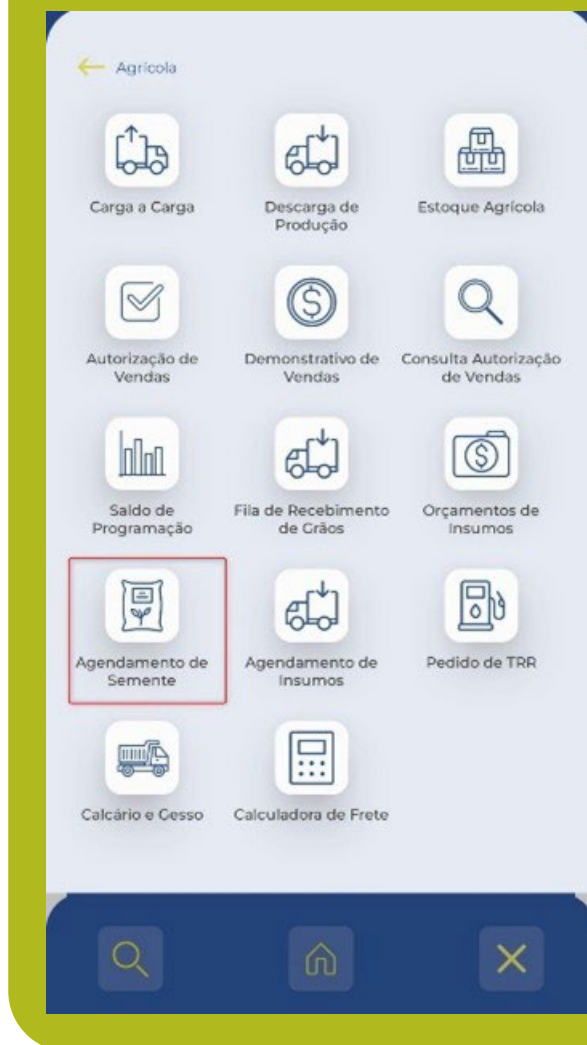 Agrícola
Carga a Carga
Descarga de
Produção
Estoque Agrícola
Autorização de
Vendas
Demonstrativo de
Vendas
Consulta Autorização
de Vendas
Saldo de
Programação
Fila de Recebimento
de Grãos
Orçamentos de
Insumos
Agendamento de
Semente
Agendamento de
Insumos
Pedido de TRR
Calcário e Gesso
Calculadora de Frete